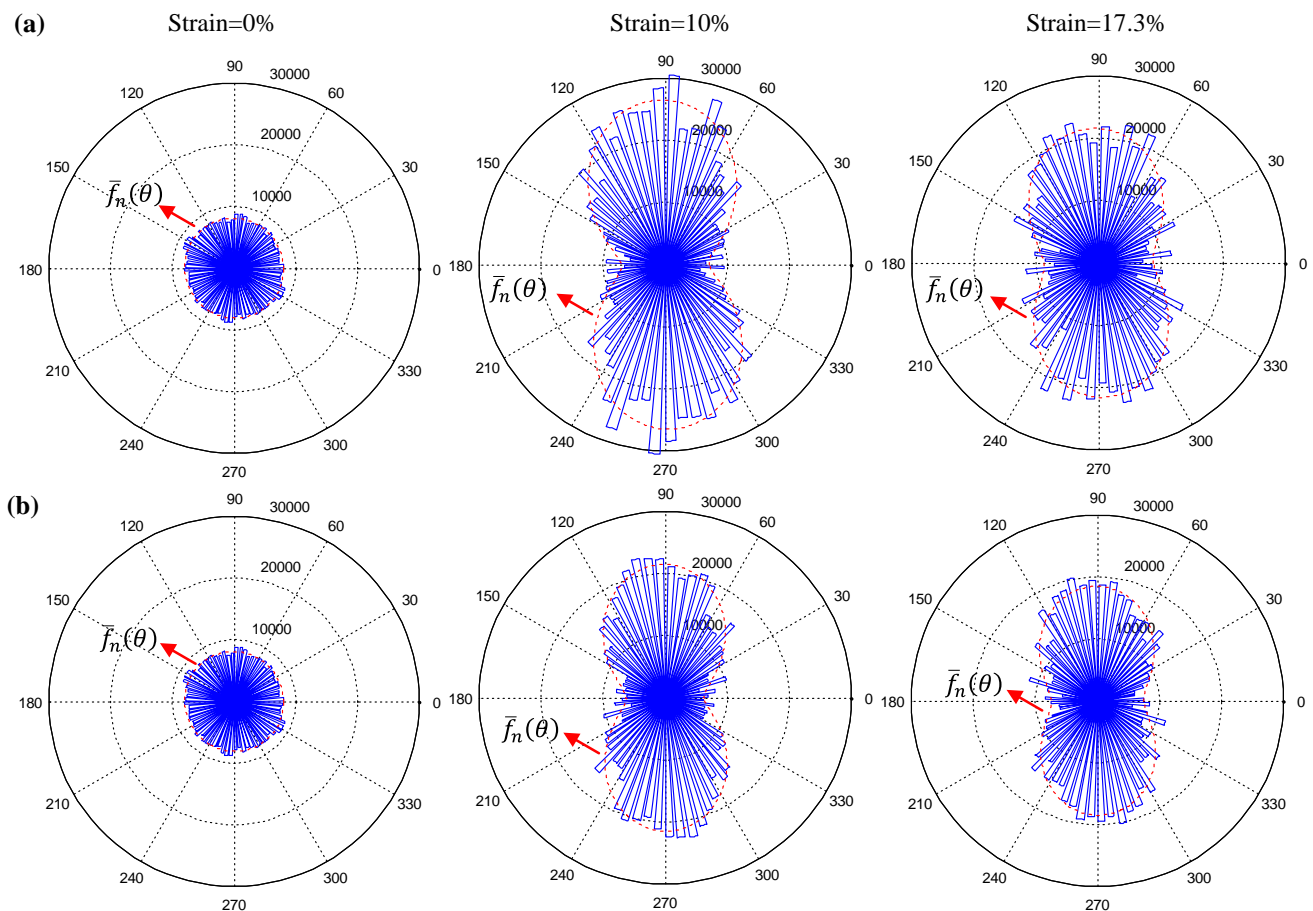 (a) Strain=0% Strain=10% Strain=17.3%
90 30000 90 30000 90 30000
120 60 120 60 120 60
20000 20000 20000
150 30 150 30 150 30
10000 10000 10000
f̅ₙ(θ) f̅ₙ(θ) f̅ₙ(θ)
180 0 180 0 180 0
210 330 210 330 210 330
240 300 240 300 240 300
270 270 270
(b) 90 30000 90 30000 90 30000
120 60 120 60 120 60
20000 20000 20000
150 30 150 30 150 30
10000 10000 10000
f̅ₙ(θ) f̅ₙ(θ) f̅ₙ(θ)
180 0 180 0 180 0
210 330 210 330 210 330
240 300 240 300 240 300
270 270 270